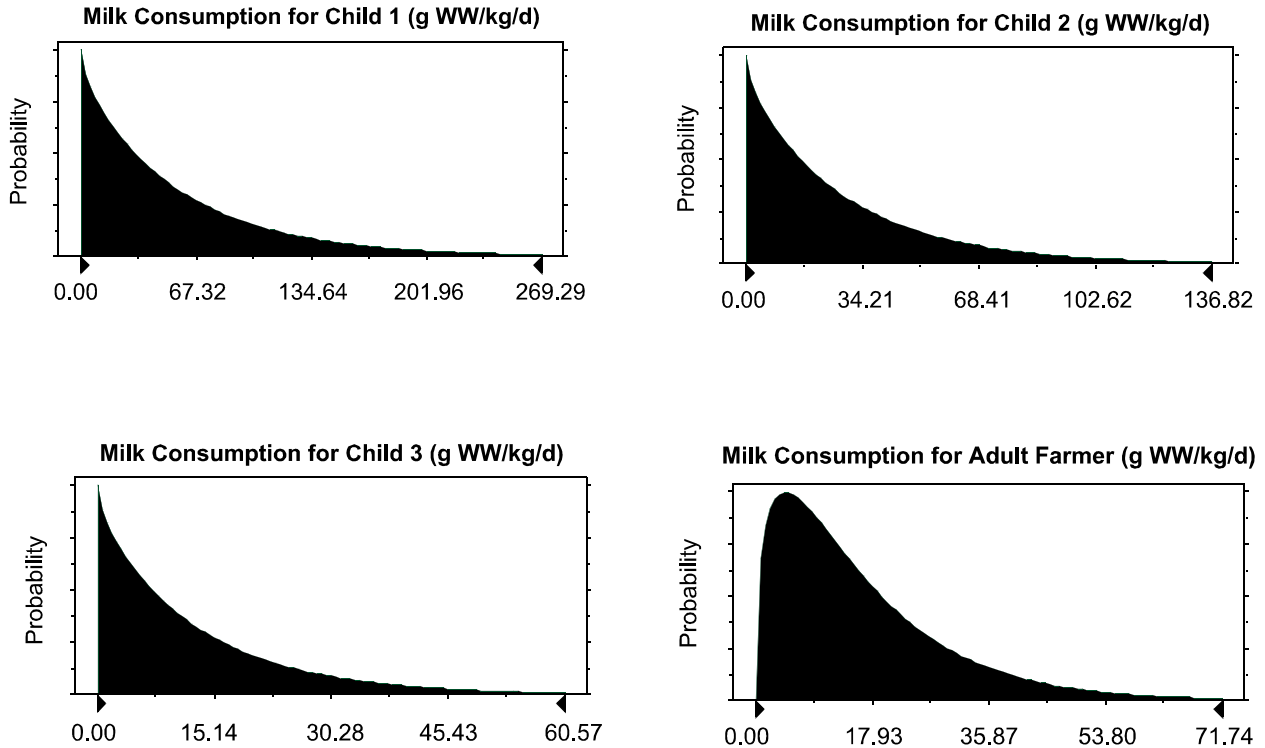 Milk Consumption for Child 1 (g WW/kg/d)
Probability
0.00 67.32 134.64 201.96 269.29
Milk Consumption for Child 2 (g WW/kg/d)
Probability
0.00 34.21 68.41 102.62 136.82
Milk Consumption for Child 3 (g WW/kg/d)
Probability
0.00 15.14 30.28 45.43 60.57
Milk Consumption for Adult Farmer (g WW/kg/d)
Probability
0.00 17.93 35.87 53.80 71.74